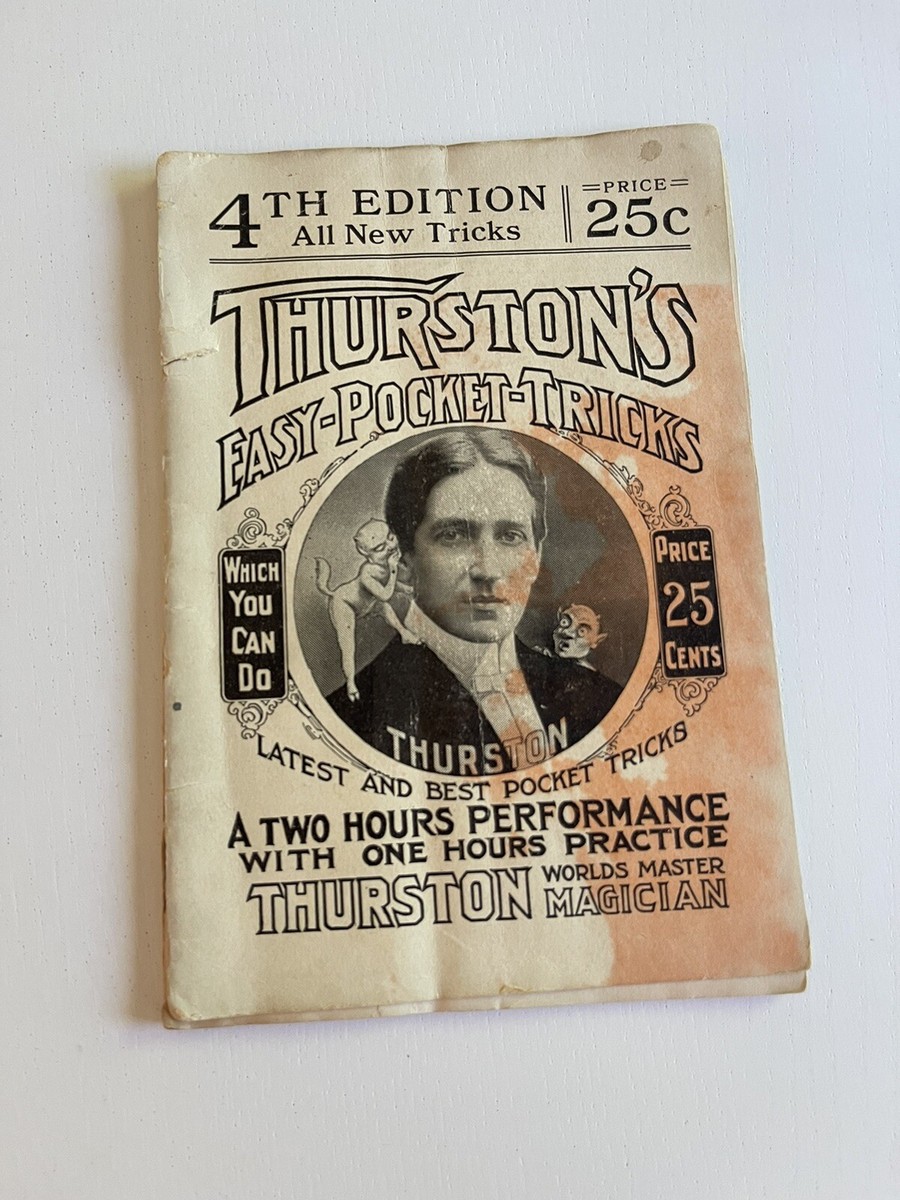 4TH EDITION
All New Tricks
=PRICE=
25c
THURSTON'S
EASY-POCKET-TRICKS
WHICH
YOU
CAN
DO
PRICE
25
CENTS
THURSTON
LATEST AND BEST POCKET TRICKS
A TWO HOURS PERFORMANCE
WITH ONE HOURS PRACTICE
THURSTON WORLDS MASTER
MAGICIAN